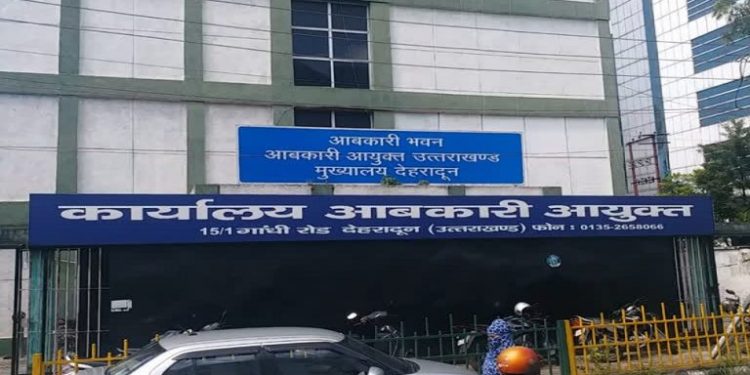 आबकारी भवन
आबकारी आयुक्त उत्तराखण्ड
मुख्यालय देहरादून
कार्यालय आबकारी आयुक्त
15/1 गांधी रोड देहरादून (उत्तराखण्ड) फोन : 0135-2658066